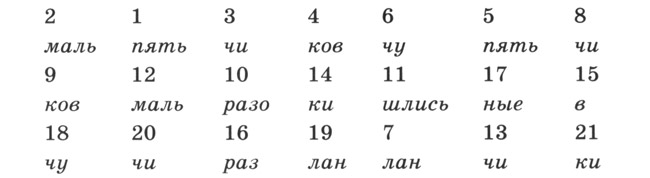 2 1 3 4 6 5 8
маль пять чи ков чу пять чи
9 12 10 14 11 17 15
ков маль разо ки шлись ные в
18 20 16 19 7 13 21
чу чи раз лан лан чи ки